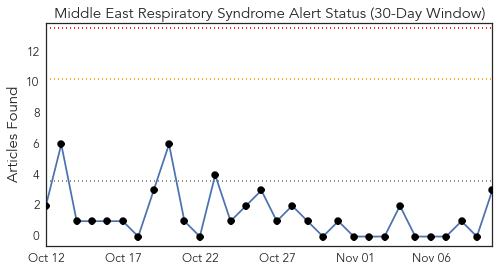 Middle East Respiratory Syndrome Alert Status (30-Day Window)
Articles Found
12
10
8
6
4
2
0
Oct 12 Oct 17 Oct 22 Oct 27 Nov 01 Nov 06